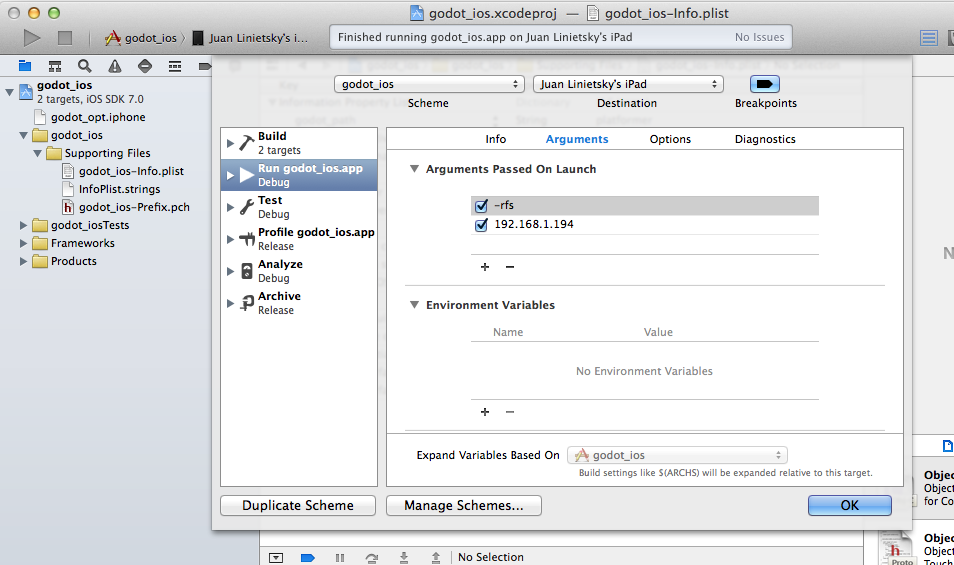 godot_ios.xcodeproj — godot_ios-Info.plist
godot_ios Juan Linietsky's i...
Finished running godot_ios.app on Juan Linietsky's iPad No Issues
godot_ios
2 targets, iOS SDK 7.0
godot_opt.iphone
godot_ios
Supporting Files
godot_ios-Info.plist
InfoPlist.strings
godot_ios-Prefix.pch
godot_iosTests
Frameworks
Products
godot_ios Juan Linietsky's iPad
Scheme Destination Breakpoints
Build
2 targets
Run godot_ios.app
Debug
Test
Debug
Profile godot_ios.app
Release
Analyze
Debug
Archive
Release
Info Arguments Options Diagnostics
Arguments Passed On Launch
-rfs
192.168.1.194
+ −
Environment Variables
Name Value
No Environment Variables
+ −
Expand Variables Based On godot_ios
Build settings like $(ARCHS) will be expanded relative to this target.
Duplicate Scheme Manage Schemes... OK
No Selection
N
Objec
Object
for Co
Objec
Object
Touch
h
Proto